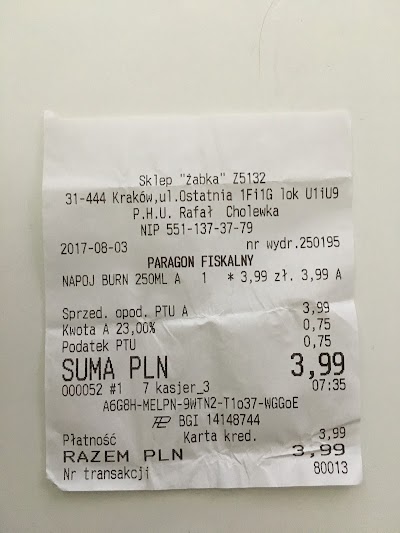 Sklep "żabka" Z5132
31-444 Kraków,ul.Ostatnia 1Fi1G lok U1iU9
P.H.U. Rafał Cholewka
NIP 551-137-37-79
2017-08-03 nr wydr.250195
PARAGON FISKALNY
NAPOJ BURN 250ML A 1 * 3,99 zł. 3,99 A
Sprzed. opod. PTU A 3,99
Kwota A 23,00% 0,75
Podatek PTU 0,75
SUMA PLN 3,99
000052 #1 7 kasjer_3 07:35
A6G8H-MELPN-9WTN2-T1o37-WGGoE
BGI 14148744
Płatność Karta kred. 3,99
RAZEM PLN 3,99
Nr transakcji 80013